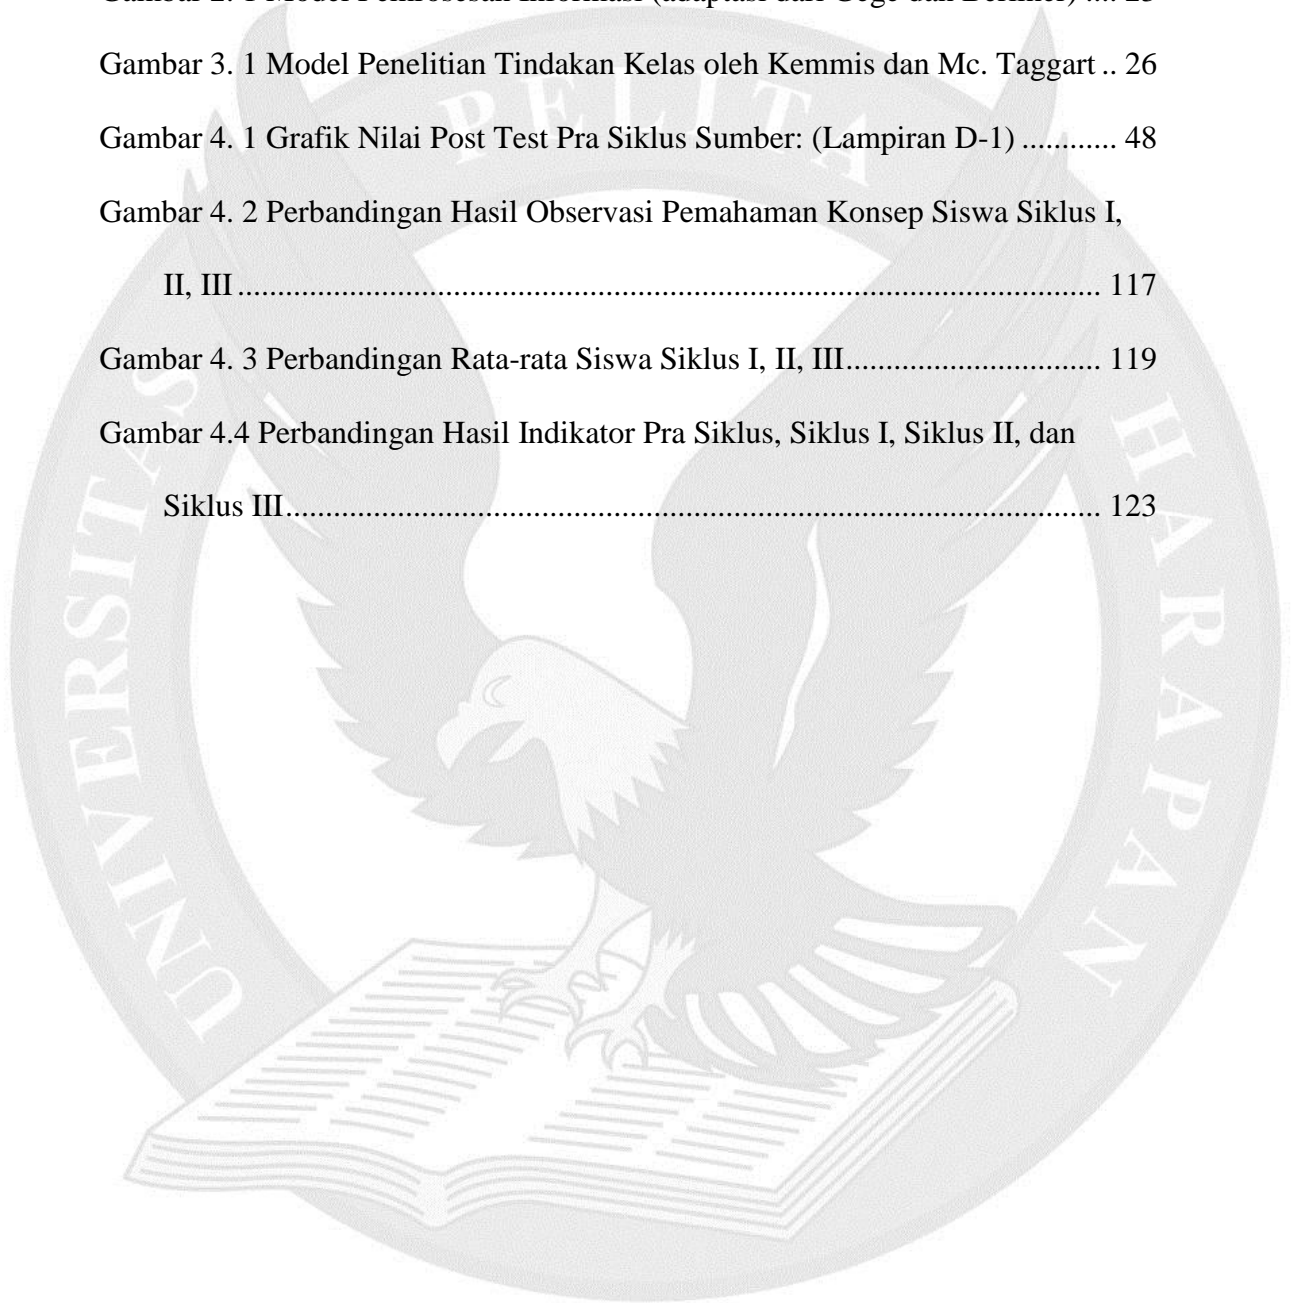 Gambar 3. 1 Model Penelitian Tindakan Kelas oleh Kemmis dan Mc. Taggart .. 26
Gambar 4. 1 Grafik Nilai Post Test Pra Siklus Sumber: (Lampiran D-1) ............ 48
Gambar 4. 2 Perbandingan Hasil Observasi Pemahaman Konsep Siswa Siklus I,
II, III ............................................................................................................. 117
Gambar 4. 3 Perbandingan Rata-rata Siswa Siklus I, II, III ................................ 119
Gambar 4.4 Perbandingan Hasil Indikator Pra Siklus, Siklus I, Siklus II, dan
Siklus III ....................................................................................................... 123
UNIVERSITAS PELITA HARAPAN